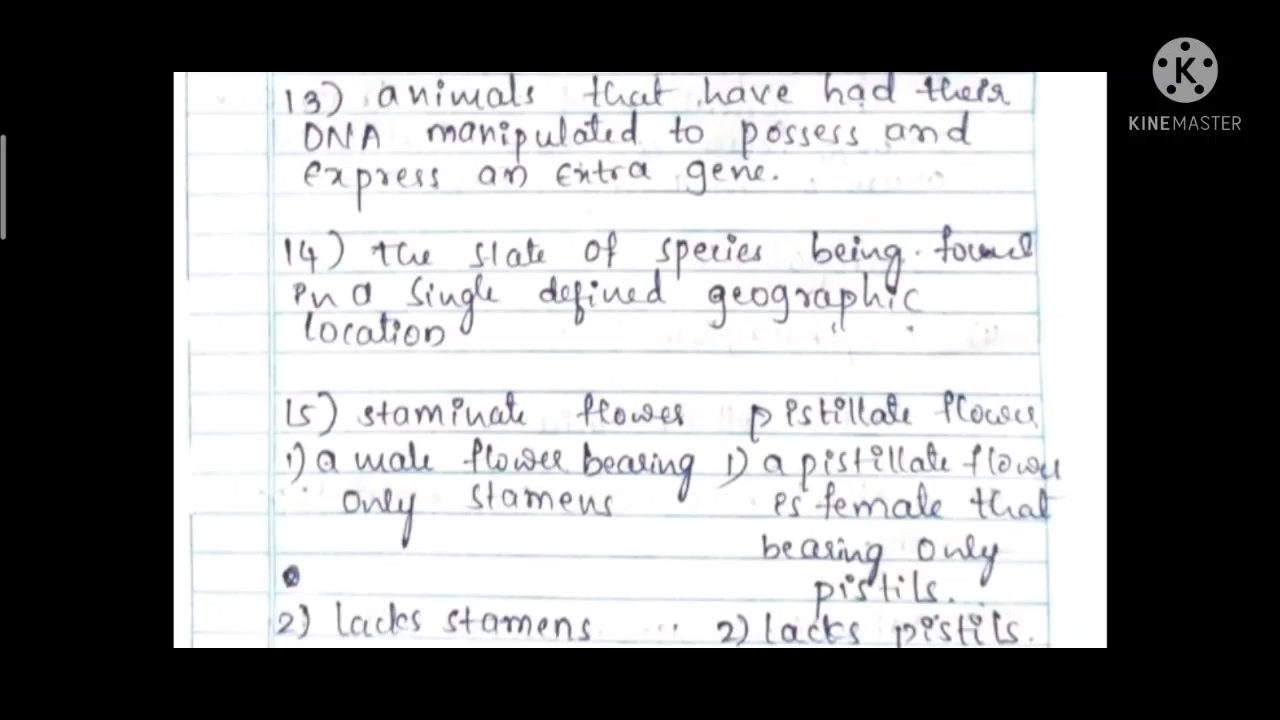 K
KINEMASTER
13) animals that have had their
DNA manipulated to possess and
express an extra gene.
14) the state of species being found
in a single defined geographic
location
15) staminate flower pistillate flower
1) a male flower bearing 1) a pistillate flower
only stamens is female that
bearing only
pistils.
2) lacks stamens 2) lacks pistils.